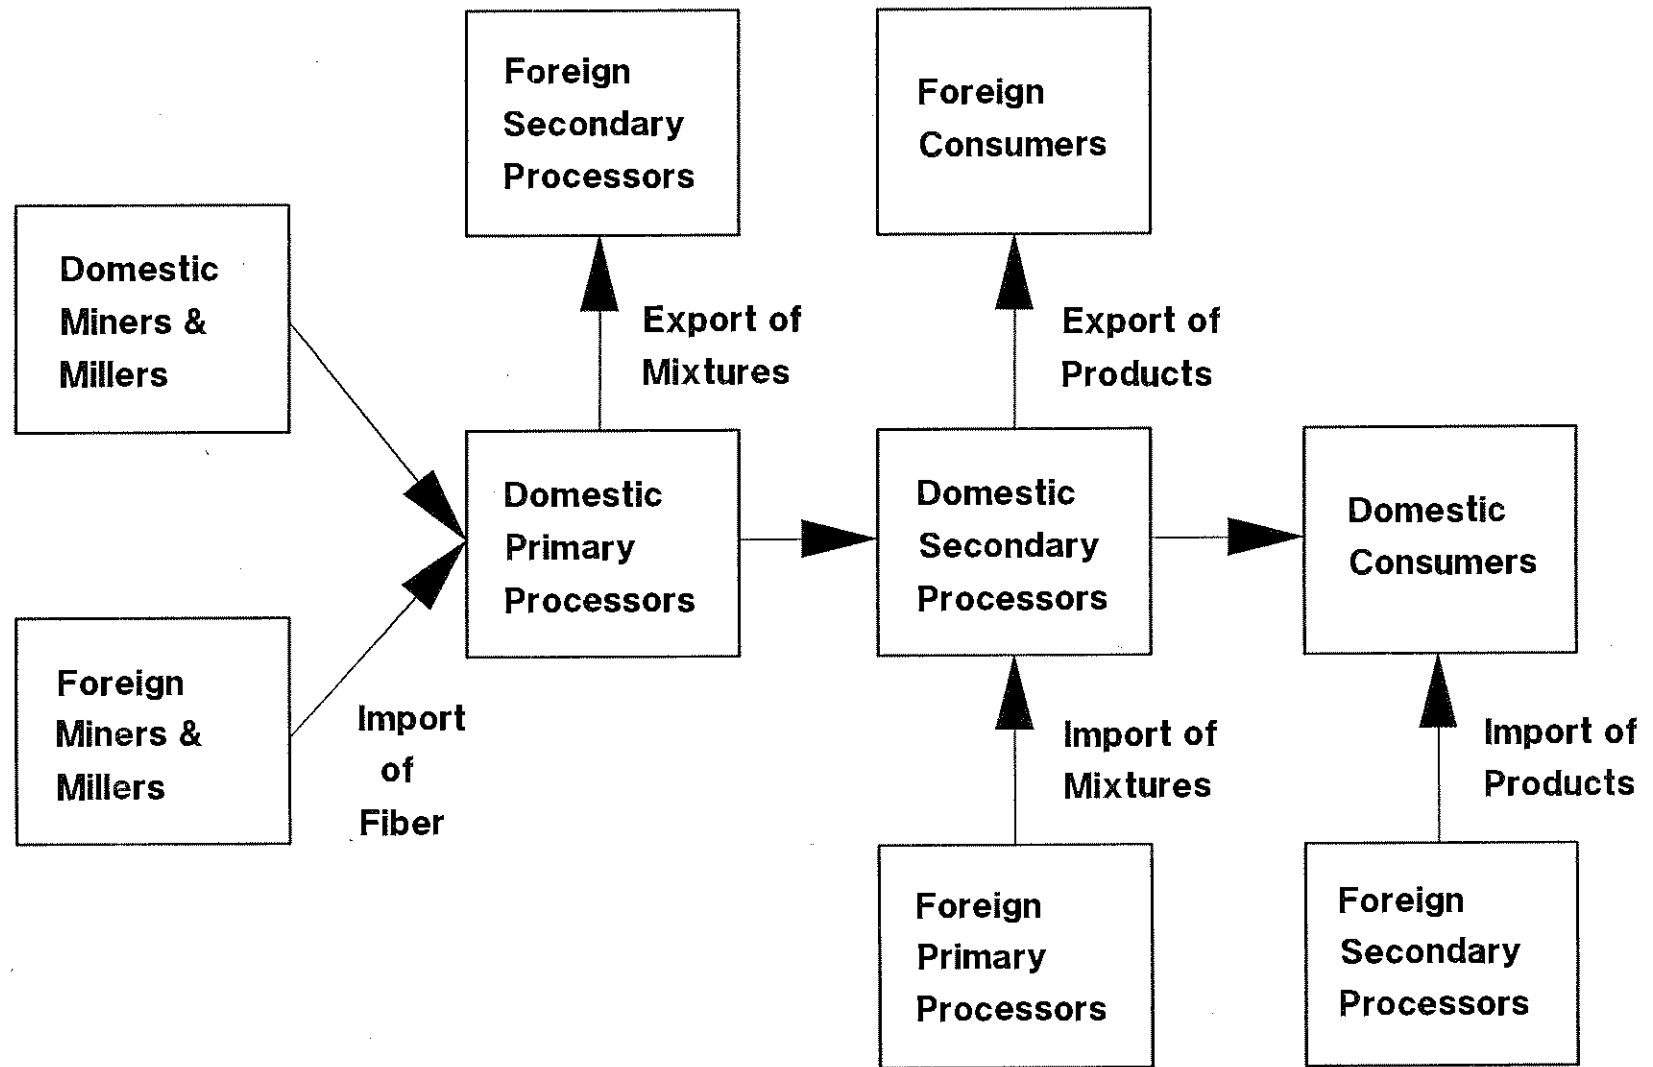 Foreign
Secondary
Processors
Foreign
Consumers
Domestic
Miners &
Millers
Export of
Mixtures
Export of
Products
Domestic
Primary
Processors
Domestic
Secondary
Processors
Domestic
Consumers
Foreign
Miners &
Millers
Import
of
Fiber
Import of
Mixtures
Import of
Products
Foreign
Primary
Processors
Foreign
Secondary
Processors